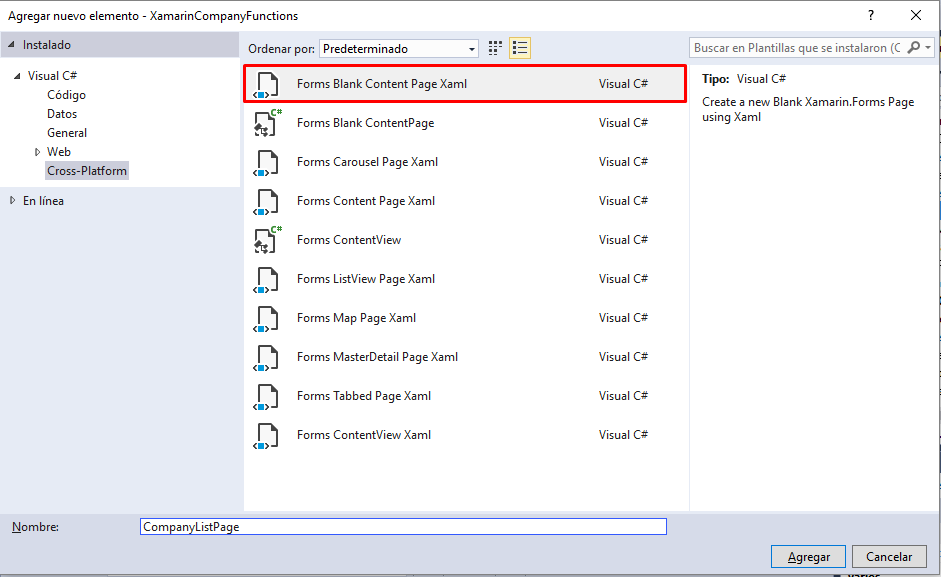 Agregar nuevo elemento - XamarinCompanyFunctions
?
Instalado
Ordenar por: Predeterminado
Buscar en Plantillas que se instalaron (C
Visual C#
Código
Datos
General
Web
Cross-Platform
En línea
Forms Blank Content Page Xaml Visual C#
C# Forms Blank ContentPage Visual C#
Forms Carousel Page Xaml Visual C#
Forms Content Page Xaml Visual C#
C# Forms ContentView Visual C#
Forms ListView Page Xaml Visual C#
Forms Map Page Xaml Visual C#
Forms MasterDetail Page Xaml Visual C#
Forms Tabbed Page Xaml Visual C#
Forms ContentView Xaml Visual C#
Tipo: Visual C#
Create a new Blank Xamarin.Forms Page
using Xaml
Nombre: CompanyListPage
Agregar Cancelar